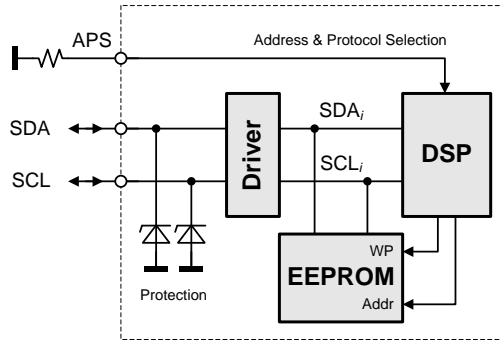 APS
Address & Protocol Selection
SDA
Driver
SDAi
DSP
SCL
SCLi
WP
EEPROM
Addr
Protection